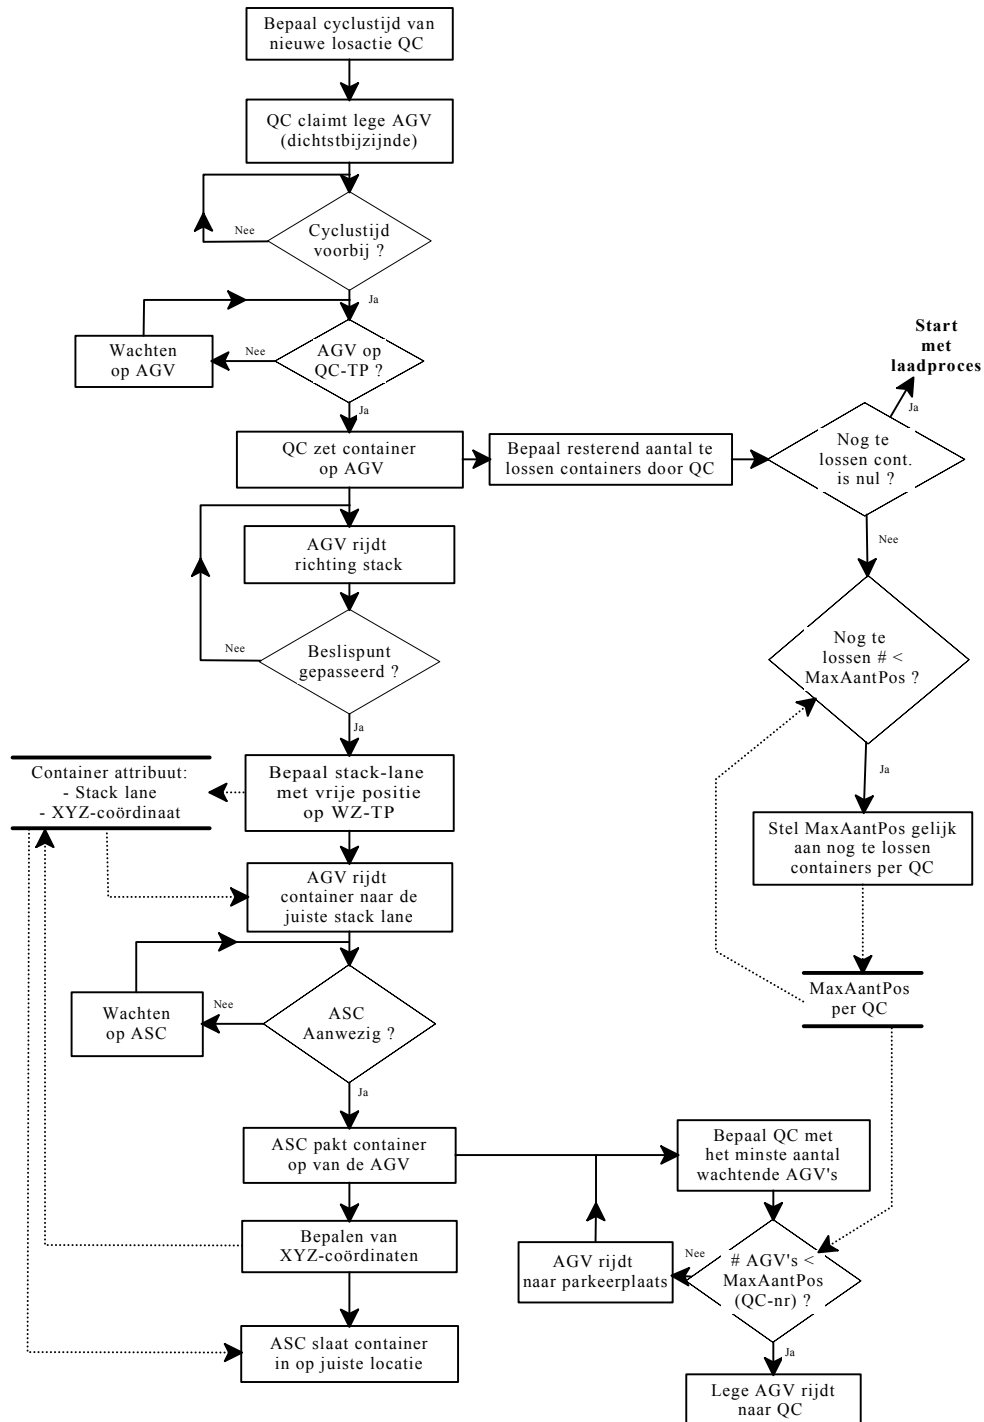 Bepaal cyclustijd van
nieuwe losactie QC
QC claimt lege AGV
(dichtstbijzijnde)
Nee
Cyclustijd
voorbij ?
Ja
Wachten
op AGV
Nee
AGV op
QC-TP ?
Ja
Start
met
laadproces
Ja
QC zet container
op AGV
Bepaal resterend aantal te
lossen containers door QC
Nog te
lossen cont.
is nul ?
Nee
AGV rijdt
richting stack
Nee
Beslispunt
gepasseerd ?
Ja
Nog te
lossen # <
MaxAantPos ?
Ja
Container attribuut:
- Stack lane
- XYZ-coördinaat
Bepaal stack-lane
met vrije positie
op WZ-TP
Stel MaxAantPos gelijk
aan nog te lossen
containers per QC
AGV rijdt
container naar de
juiste stack lane
Wachten
op ASC
Nee
ASC
Aanwezig ?
Ja
MaxAantPos
per QC
ASC pakt container
op van de AGV
Bepaal QC met
het minste aantal
wachtende AGV's
Bepalen van
XYZ-coördinaten
AGV rijdt
naar parkeerplaats
Nee
# AGV's <
MaxAantPos
(QC-nr) ?
Ja
ASC slaat container
in op juiste locatie
Lege AGV rijdt
naar QC